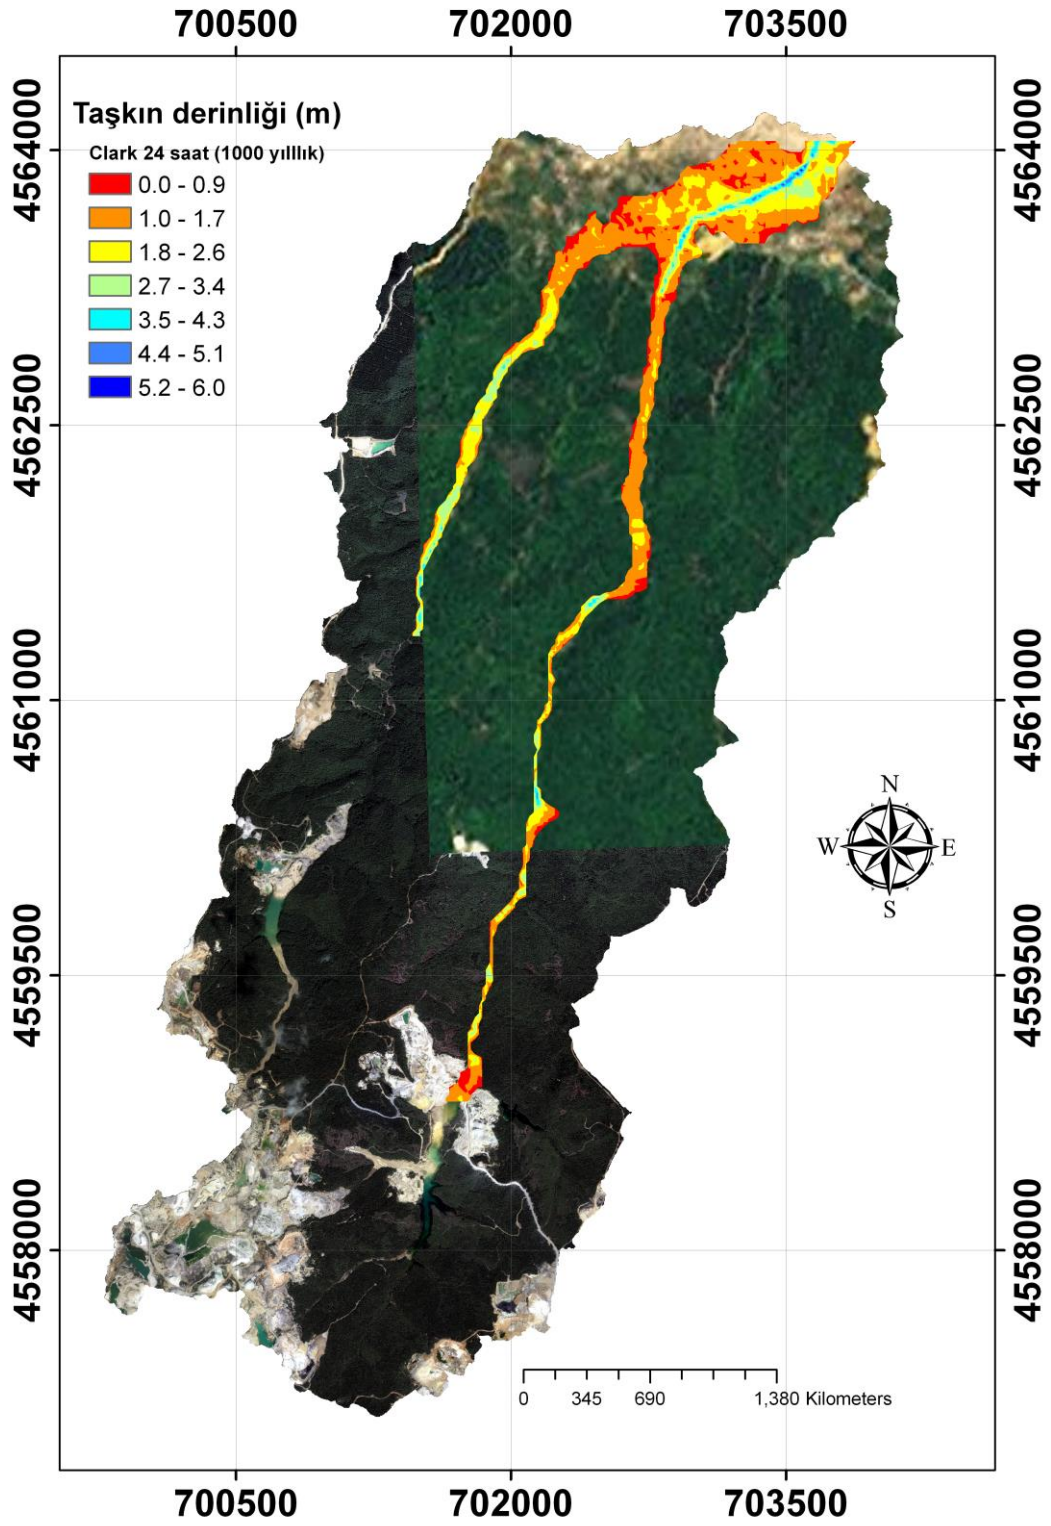 700500 702000 703500
4564000
4562500
4561000
4559500
4558000
Taşkın derinliği (m)
Clark 24 saat (1000 yılllık)
0.0 - 0.9
1.0 - 1.7
1.8 - 2.6
2.7 - 3.4
3.5 - 4.3
4.4 - 5.1
5.2 - 6.0
N
W E
S
0 345 690 1,380 Kilometers
4564000
4562500
4561000
4559500
4558000
700500 702000 703500